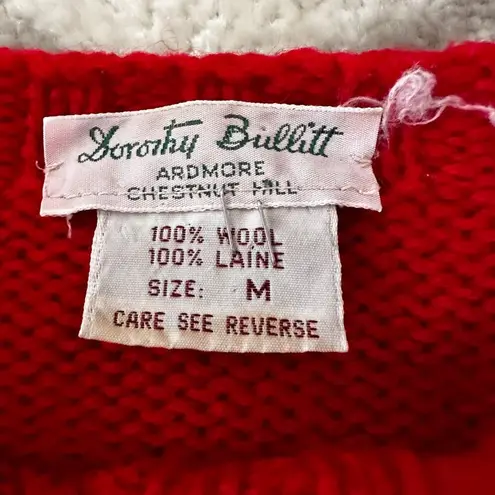 Dorothy Bullitt
ARDMORE
CHESTNUT HILL
100% WOOL
100% LAINE
SIZE: M
CARE SEE REVERSE